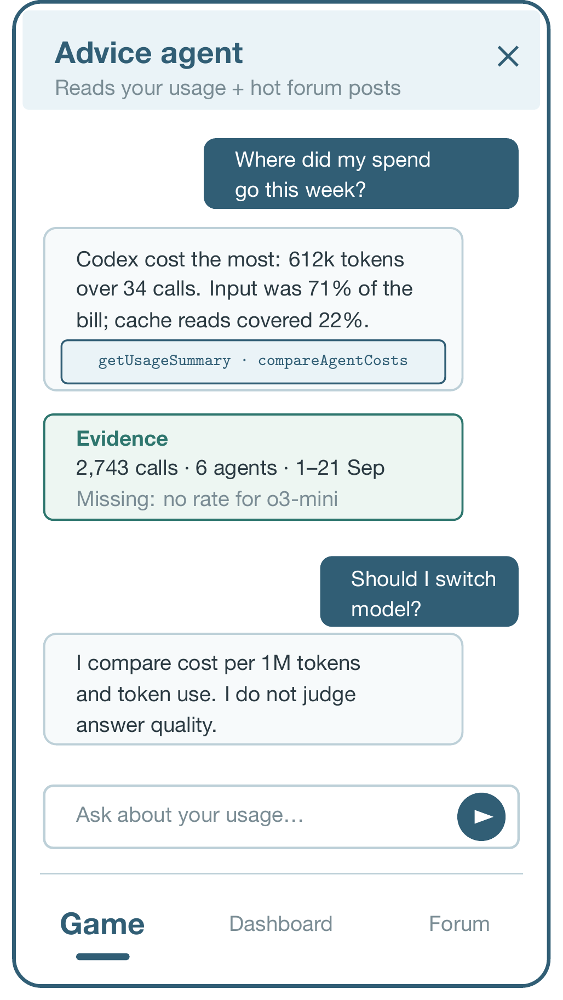 Advice agent
Reads your usage + hot forum posts
Where did my spend
go this week?
Codex cost the most: 612k tokens
over 34 calls. Input was 71% of the
bill; cache reads covered 22%.
getUsageSummary · compareAgentCosts
Evidence
2,743 calls · 6 agents · 1–21 Sep
Missing: no rate for o3-mini
Should I switch
model?
I compare cost per 1M tokens
and token use. I do not judge
answer quality.
Ask about your usage...
Game Dashboard Forum